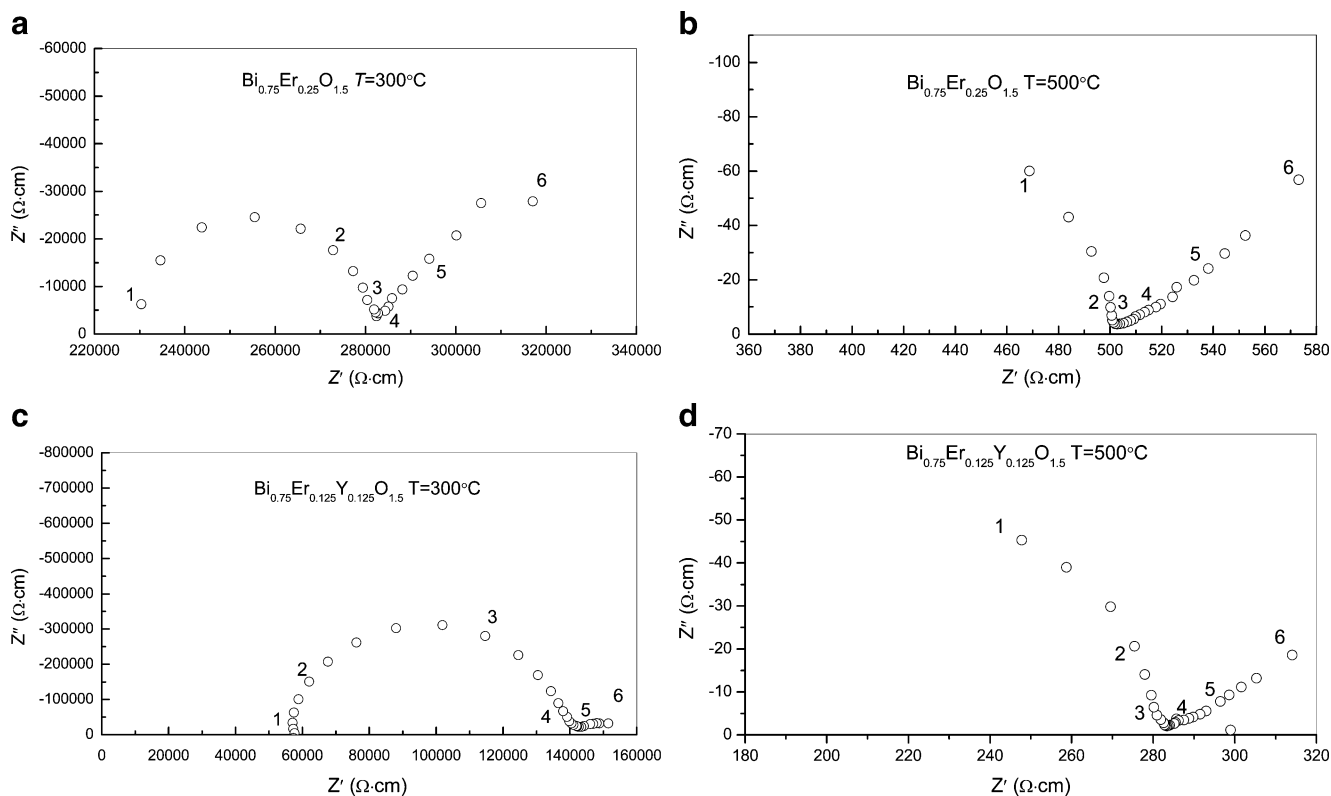 a
-60000
-50000
-40000
-30000
-20000
-10000
0
Z″ (Ω·cm)
Bi0.75Er0.25O1.5 T=300°C
1
2
3
4
5
6
220000 240000 260000 280000 300000 320000 340000
Z′ (Ω·cm)
b
-100
-80
-60
-40
-20
0
Z″ (Ω·cm)
Bi0.75Er0.25O1.5 T=500°C
1
2
3
4
5
6
360 380 400 420 440 460 480 500 520 540 560 580
Z′ (Ω·cm)
c
-800000
-700000
-600000
-500000
-400000
-300000
-200000
-100000
0
Z″ (Ω·cm)
Bi0.75Er0.125Y0.125O1.5 T=300°C
1
2
3
4
5
6
0 20000 40000 60000 80000 100000 120000 140000 160000
Z′ (Ω·cm)
d
-70
-60
-50
-40
-30
-20
-10
0
Z″ (Ω·cm)
Bi0.75Er0.125Y0.125O1.5 T=500°C
1
2
3
4
5
6
180 200 220 240 260 280 300 320
Z′ (Ω·cm)